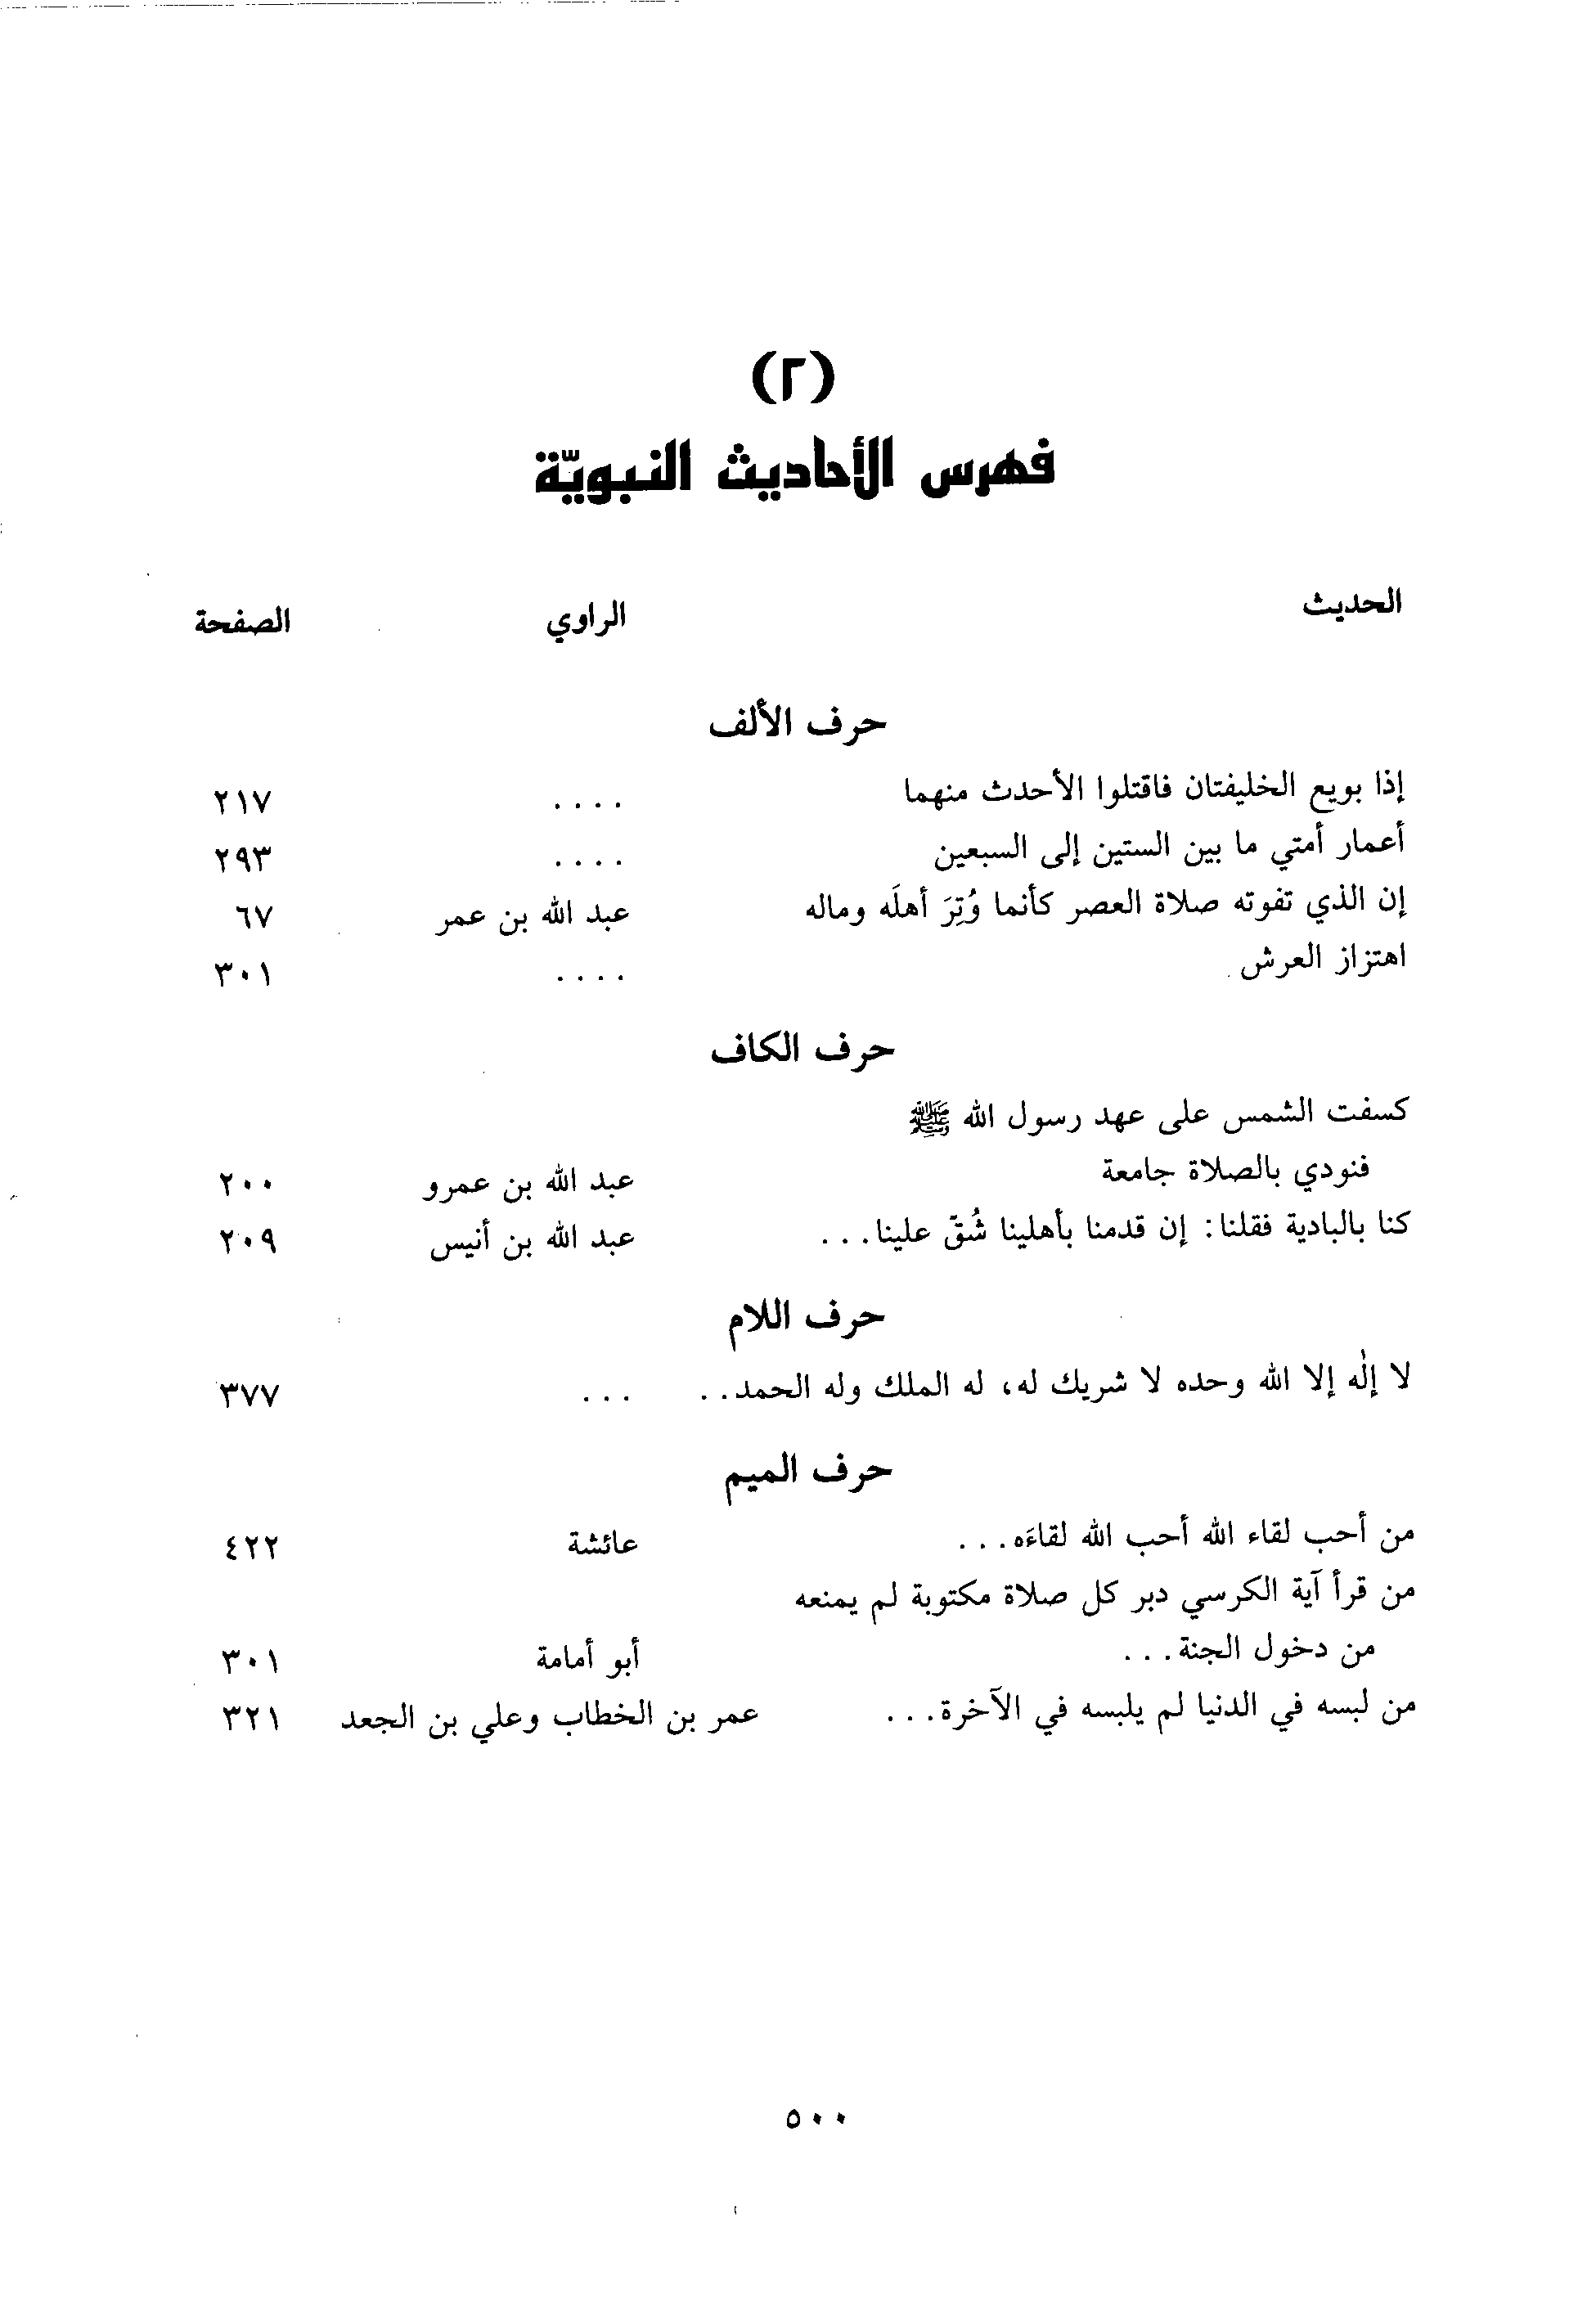 (٢)
فهرس الأحاديث النبويّة
الحديث الراوي الصفحة
حرف الألف
إذا بويع الخليفتان فاقتلوا الأحدث منهما .... ٢١٧
أعمار أمتي ما بين الستين إلى السبعين .... ٢٩٣
إن الذي تفوته صلاة العصر كأنما وُتِرَ أهلَه وماله عبد الله بن عمر ٦٧
اهتزاز العرش .... ٣٠١
حرف الكاف
كسفت الشمس على عهد رسول الله ﷺ
فنودي بالصلاة جامعة عبد الله بن عمرو ٢٠٠
كنا بالبادية فقلنا: إن قدمنا بأهلينا شُقّ علينا... عبد الله بن أنيس ٢٠٩
حرف اللام
لا إلٰه إلا الله وحده لا شريك له، له الملك وله الحمد.. ... ٣٧٧
حرف الميم
من أحب لقاء الله أحب الله لقاءَه... عائشة ٤٢٢
من قرأ آية الكرسي دبر كل صلاة مكتوبة لم يمنعه
من دخول الجنة... أبو أمامة ٣٠١
من لبسه في الدنيا لم يلبسه في الآخرة... عمر بن الخطاب وعلي بن الجعد ٣٢١
٥٠٠